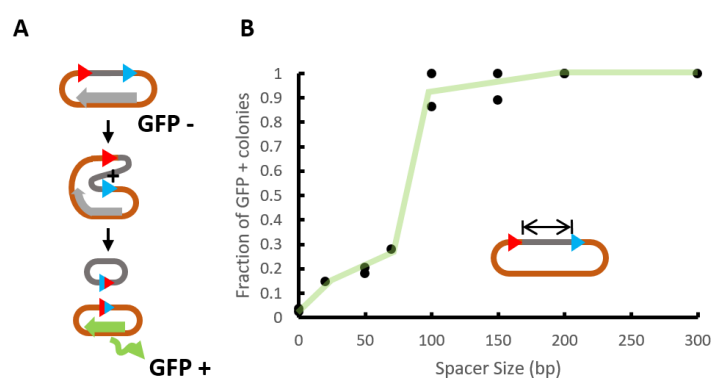 A
GFP -
+
GFP +
B
Fraction of GFP + colonies
1
0.9
0.8
0.7
0.6
0.5
0.4
0.3
0.2
0.1
0
0 50 100 150 200 250 300
Spacer Size (bp)